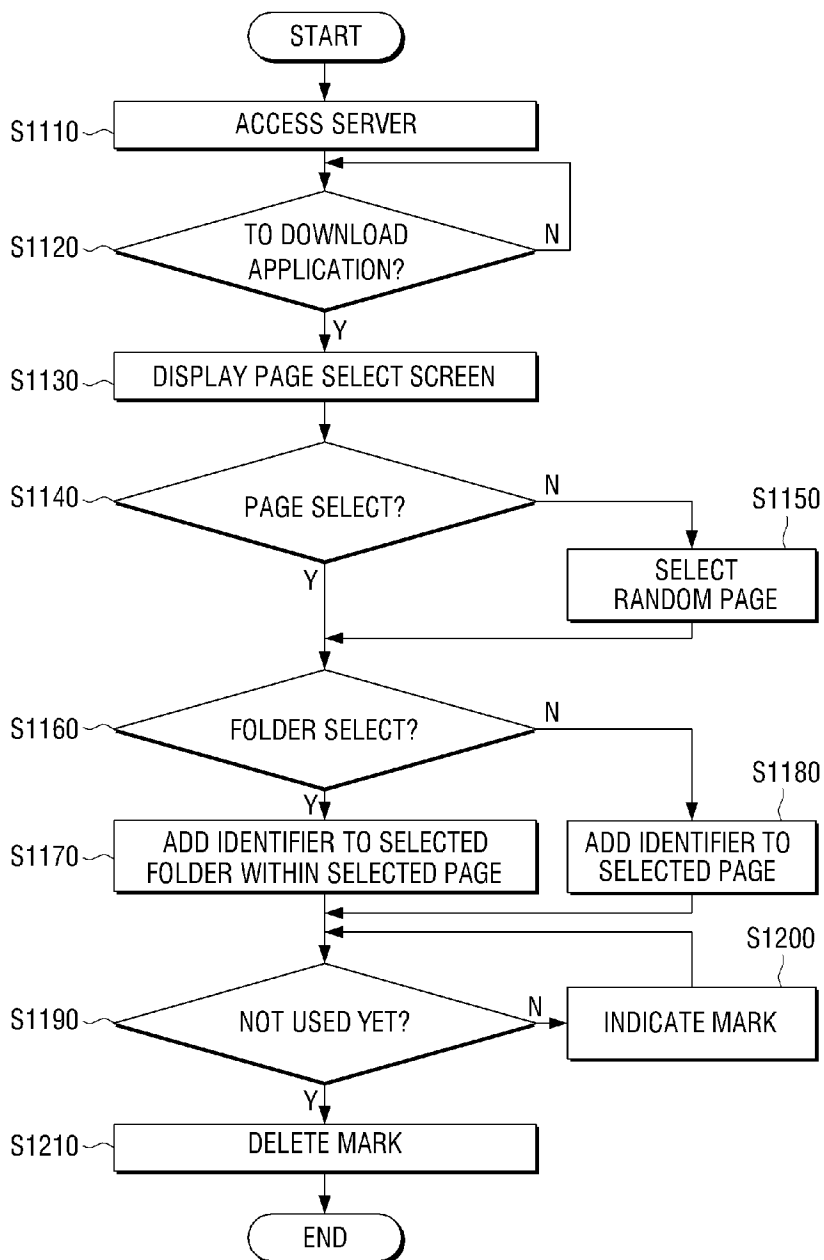 START
S1110
ACCESS SERVER
S1120
TO DOWNLOAD
APPLICATION?
N
Y
S1130
DISPLAY PAGE SELECT SCREEN
S1140
PAGE SELECT?
N
Y
S1150
SELECT
RANDOM PAGE
S1160
FOLDER SELECT?
N
Y
S1170
ADD IDENTIFIER TO SELECTED
FOLDER WITHIN SELECTED PAGE
S1180
ADD IDENTIFIER TO
SELECTED PAGE
S1190
NOT USED YET?
N
Y
S1200
INDICATE MARK
S1210
DELETE MARK
END